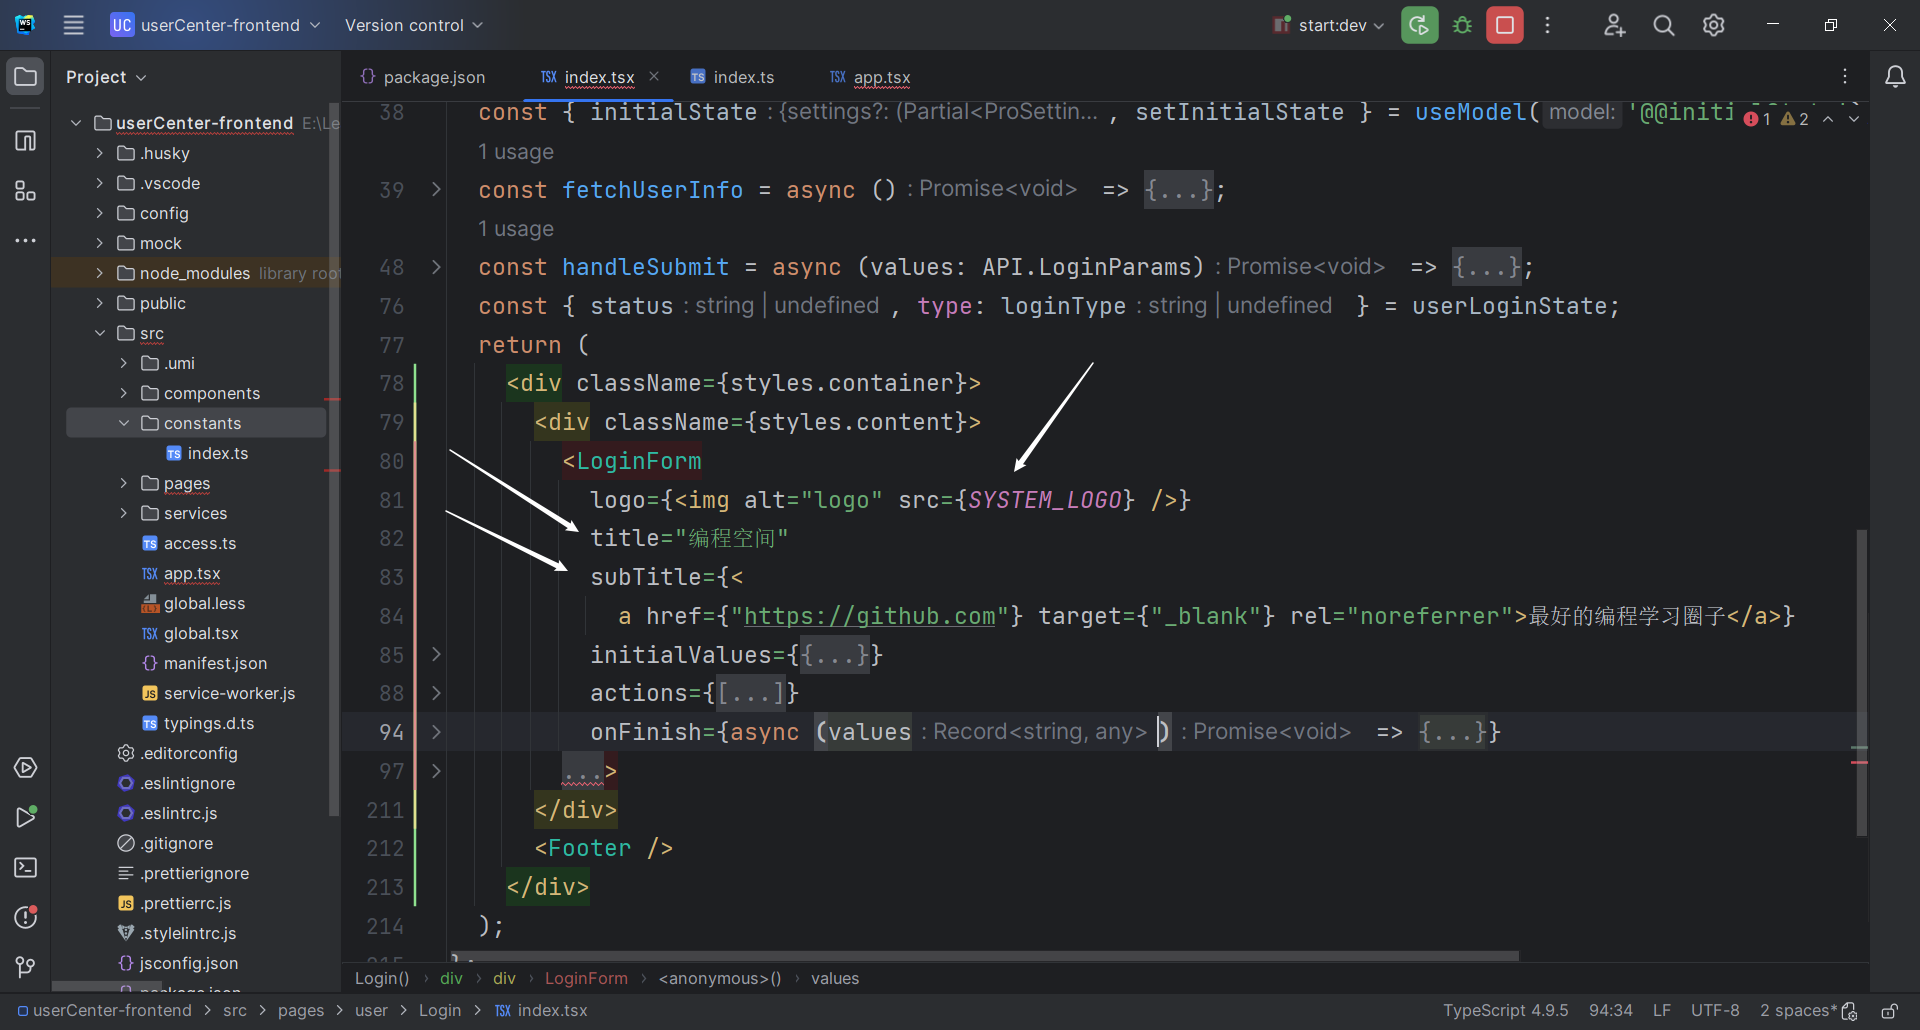 UC userCenter-frontend Version control start:dev
Project
package.json index.tsx index.ts app.tsx
userCenter-frontend E:\Le
.husky
.vscode
config
mock
node_modules library root
public
src
.umi
components
constants
index.ts
pages
services
access.ts
app.tsx
global.less
global.tsx
manifest.json
service-worker.js
typings.d.ts
.editorconfig
.eslintignore
.eslintrc.js
.gitignore
.prettierignore
.prettierrc.js
.stylelintrc.js
jsconfig.json
package.json
38 const { initialState : {settings?: (Partial<ProSettin... , setInitialState } = useModel( model: '@@initi 1 2
1 usage
39 const fetchUserInfo = async () : Promise<void> => {...};
1 usage
48 const handleSubmit = async (values: API.LoginParams) : Promise<void> => {...};
76 const { status : string | undefined , type: loginType : string | undefined } = userLoginState;
77 return (
78 <div className={styles.container}>
79 <div className={styles.content}>
80 <LoginForm
81 logo={<img alt="logo" src={SYSTEM_LOGO} />}
82 title="编程空间"
83 subTitle={<
84 a href={"https://github.com"} target={"_blank"} rel="noreferrer">最好的编程学习圈子</a>}
85 initialValues={{...}}
88 actions={[...]}
94 onFinish={async (values : Record<string, any> ) : Promise<void> => {...}}
97 ...>
211 </div>
212 <Footer />
213 </div>
214 );
215 };
Login() › div › div › LoginForm › <anonymous>() › values
userCenter-frontend > src > pages > user > Login > index.tsx TypeScript 4.9.5 94:34 LF UTF-8 2 spaces*